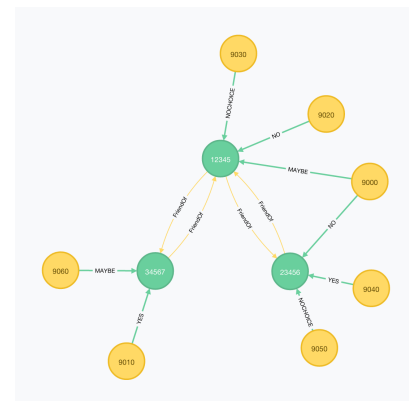 9030
NOCHOICE
9020
NO
12345
MAYBE
9000
FriendOf
FriendOf
FriendOf
FriendOf
NO
9060
MAYBE
34567
23456
YES
9040
YES
NOCHOICE
9010
9050